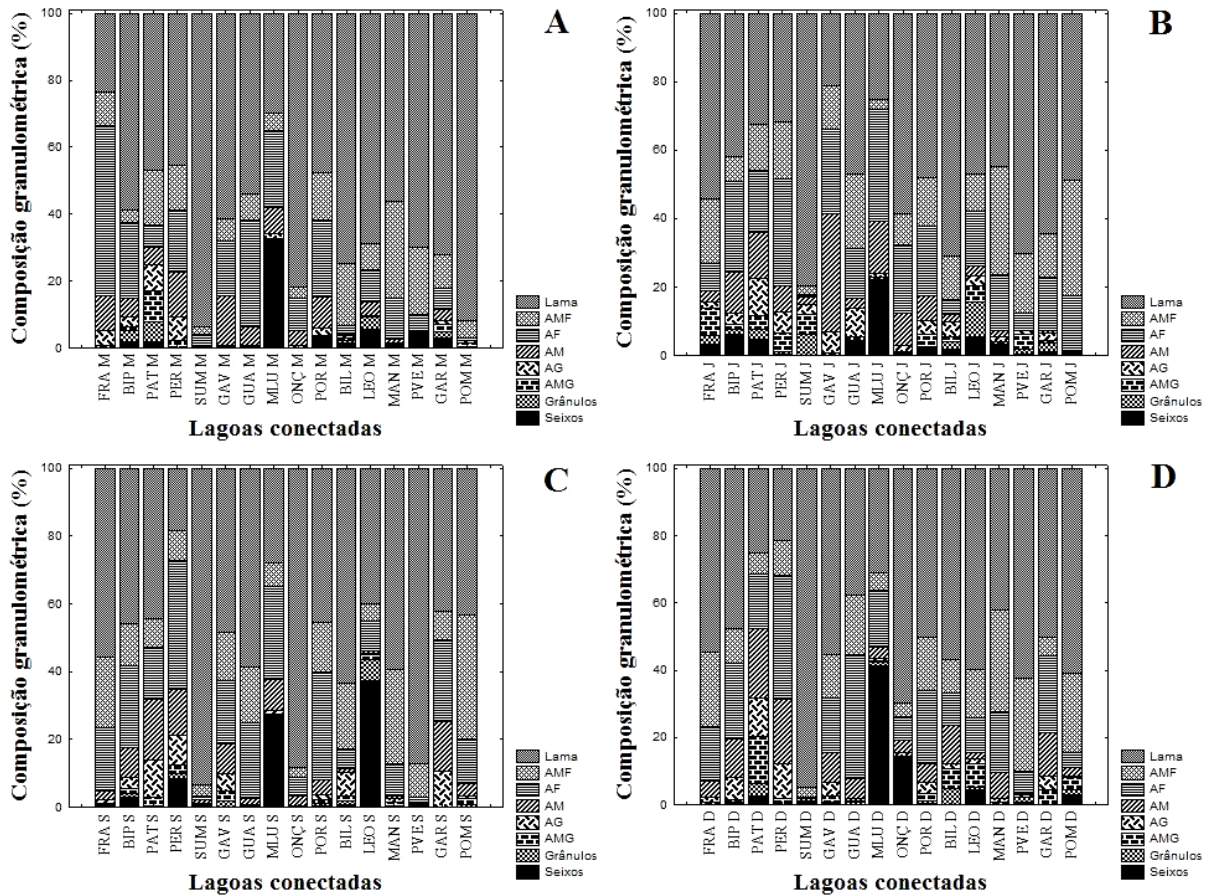 A
Composição granulométrica (%)
100
80
60
40
20
0
Lama
AMF
AF
AM
AG
AMG
Grânulos
Seixos
FRA M
BIP M
PAT M
PER M
SUM M
GAV M
GUA M
MLU M
ONÇ M
POR M
BIL M
LEO M
MAN M
PVE M
GAR M
POM M
Lagoas conectadas
B
Composição granulométrica (%)
100
80
60
40
20
0
Lama
AMF
AF
AM
AG
AMG
Grânulos
Seixos
FRA J
BIP J
PAT J
PER J
SUM J
GAV J
GUA J
MLU J
ONÇ J
POR J
BIL J
LEO J
MAN J
PVE J
GAR J
POM J
Lagoas conectadas
C
Composição granulométrica (%)
100
80
60
40
20
0
Lama
AMF
AF
AM
AG
AMG
Grânulos
Seixos
FRA S
BIP S
PAT S
PER S
SUM S
GAV S
GUA S
MLU S
ONÇ S
POR S
BIL S
LEO S
MAN S
PVE S
GAR S
POM S
Lagoas conectadas
D
Composição granulométrica (%)
100
80
60
40
20
0
Lama
AMF
AF
AM
AG
AMG
Grânulos
Seixos
FRA D
BIP D
PAT D
PER D
SUM D
GAV D
GUA D
MLU D
ONÇ D
POR D
BIL D
LEO D
MAN D
PVE D
GAR D
POM D
Lagoas conectadas